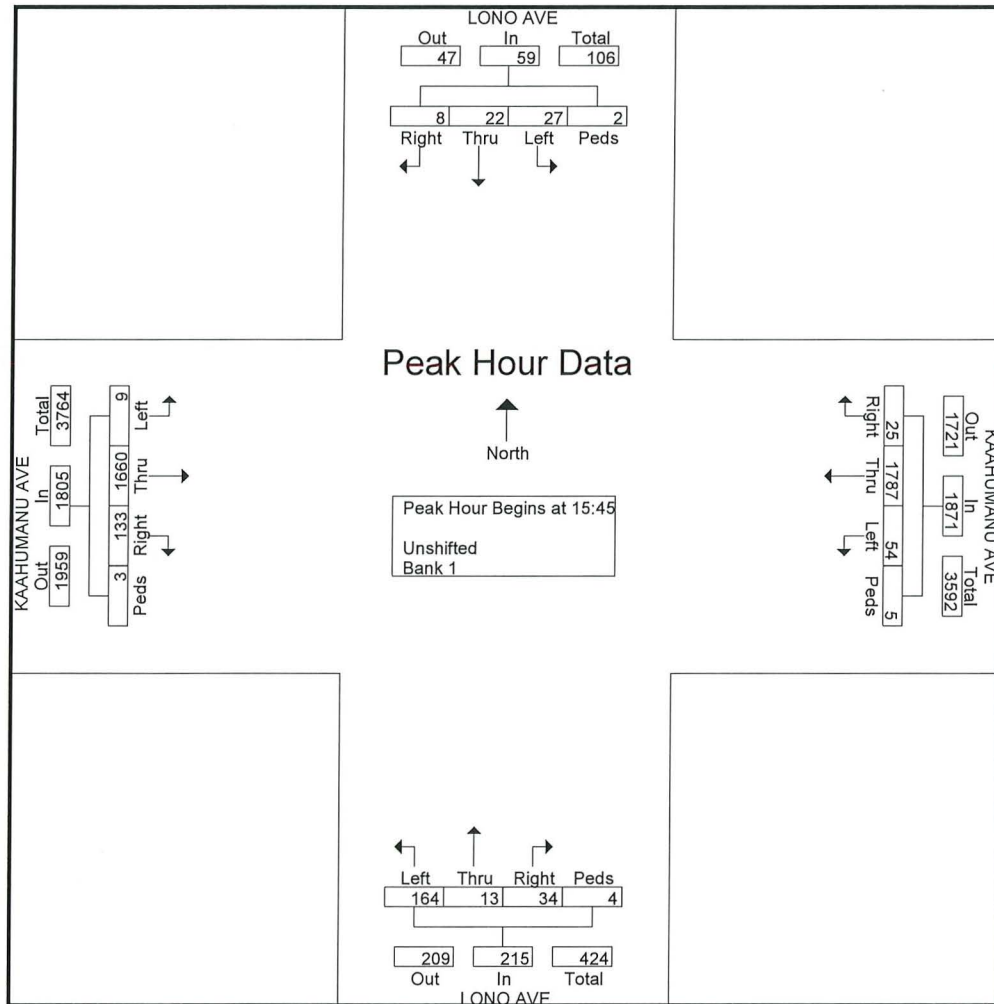 LONO AVE
Out In Total
47 59 106
8 22 27 2
Right Thru Left Peds
Peak Hour Data
North
Peak Hour Begins at 15:45
Unshifted
Bank 1
KAAHUMANU AVE
Out In Total
1959 1805 3764
3 133 1660 9
Peds Right Thru Left
KAAHUMANU AVE
Out In Total
1721 1871 3592
25 1787 54 5
Right Thru Left Peds
Left Thru Right Peds
164 13 34 4
209 215 424
Out In Total
LONO AVE